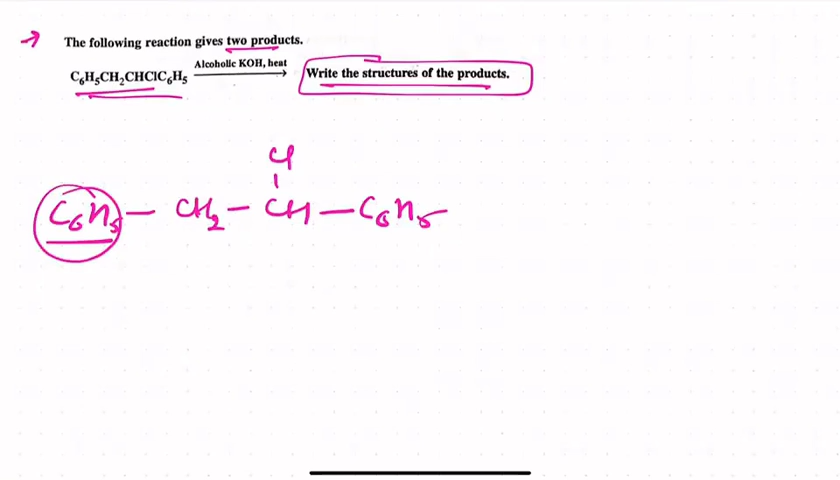 The following reaction gives two products.
C₆H₅CH₂CHClC₆H₅ Alcoholic KOH, heat → Write the structures of the products.
Cl
C₆H₅ — CH₂ — CH — C₆H₅